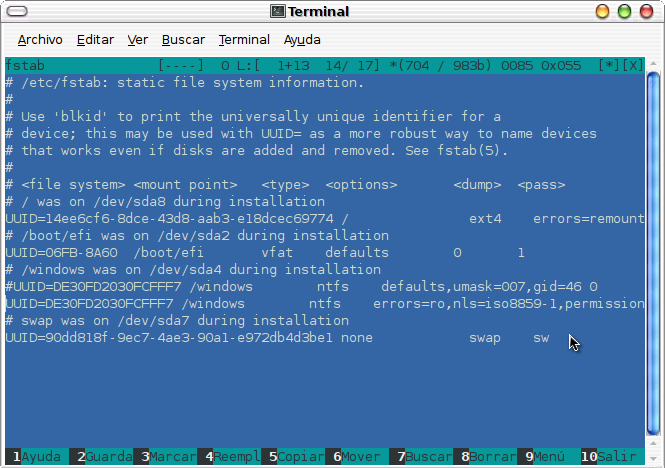 Terminal
Archivo Editar Ver Buscar Terminal Ayuda
fstab [----] 0 L:[ 1+13 14/ 17] *(704 / 983b) 0085 0x055 [*][X]
# /etc/fstab: static file system information.
#
# Use 'blkid' to print the universally unique identifier for a
# device; this may be used with UUID= as a more robust way to name devices
# that works even if disks are added and removed. See fstab(5).
#
# <file system> <mount point> <type> <options> <dump> <pass>
# / was on /dev/sda8 during installation
UUID=14ee6cf6-8dce-43d8-aab3-e18dcec69774 / ext4 errors=remount
# /boot/efi was on /dev/sda2 during installation
UUID=06FB-8A60 /boot/efi vfat defaults 0 1
# /windows was on /dev/sda4 during installation
#UUID=DE30FD2030FCFFF7 /windows ntfs defaults,umask=007,gid=46 0
UUID=DE30FD2030FCFFF7 /windows ntfs errors=ro,nls=iso8859-1,permission
# swap was on /dev/sda7 during installation
UUID=90dd818f-9ec7-4ae3-90a1-e972db4d3be1 none swap sw
1Ayuda 2Guarda 3Marcar 4Reempl 5Copiar 6Mover 7Buscar 8Borrar 9Menú 10Salir